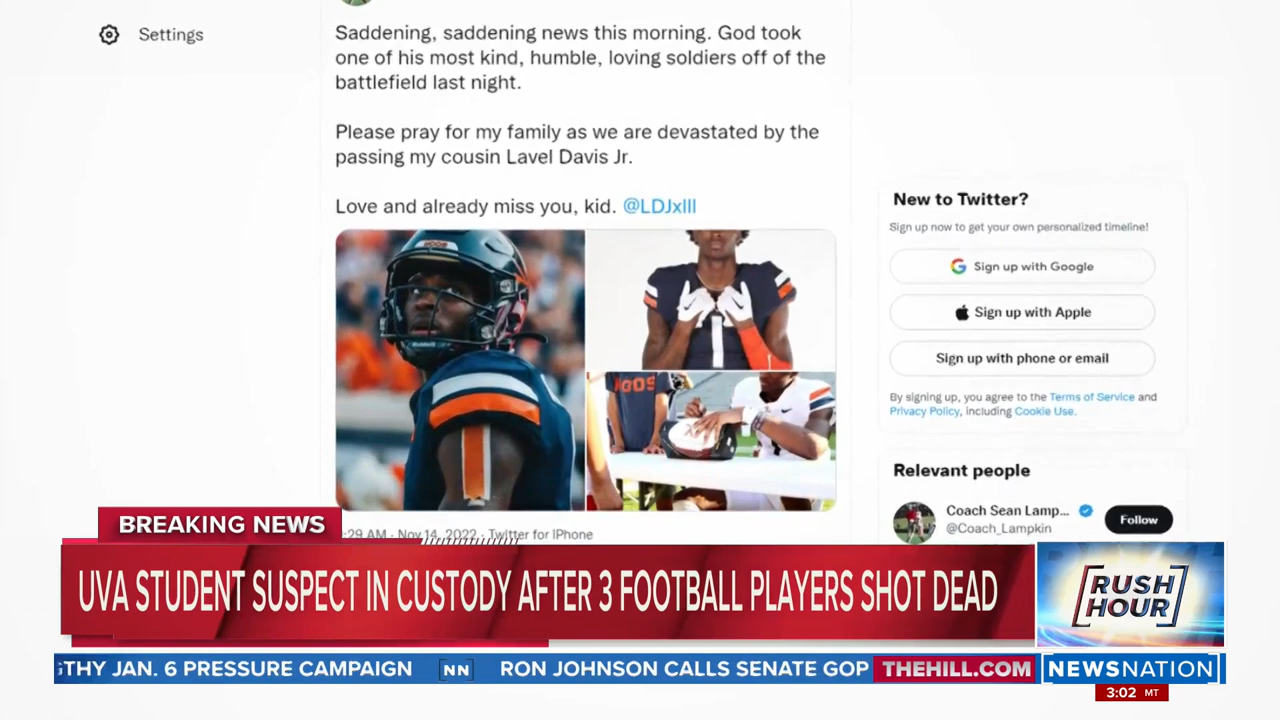 Settings
Saddening, saddening news this morning. God took
one of his most kind, humble, loving soldiers off of the
battlefield last night.
Please pray for my family as we are devastated by the
passing my cousin Lavel Davis Jr.
Love and already miss you, kid. @LDJxlll
:29 AM · Nov 14, 2022 · Twitter for iPhone
New to Twitter?
Sign up now to get your own personalized timeline!
Sign up with Google
Sign up with Apple
Sign up with phone or email
By signing up, you agree to the Terms of Service and
Privacy Policy, including Cookie Use.
Relevant people
Coach Sean Lamp...
@Coach_Lampkin
Follow
BREAKING NEWS
UVA STUDENT SUSPECT IN CUSTODY AFTER 3 FOOTBALL PLAYERS SHOT DEAD
RUSH
HOUR
GTHY JAN. 6 PRESSURE CAMPAIGN NN RON JOHNSON CALLS SENATE GOP THEHILL.COM NEWSNATION
3:02 MT